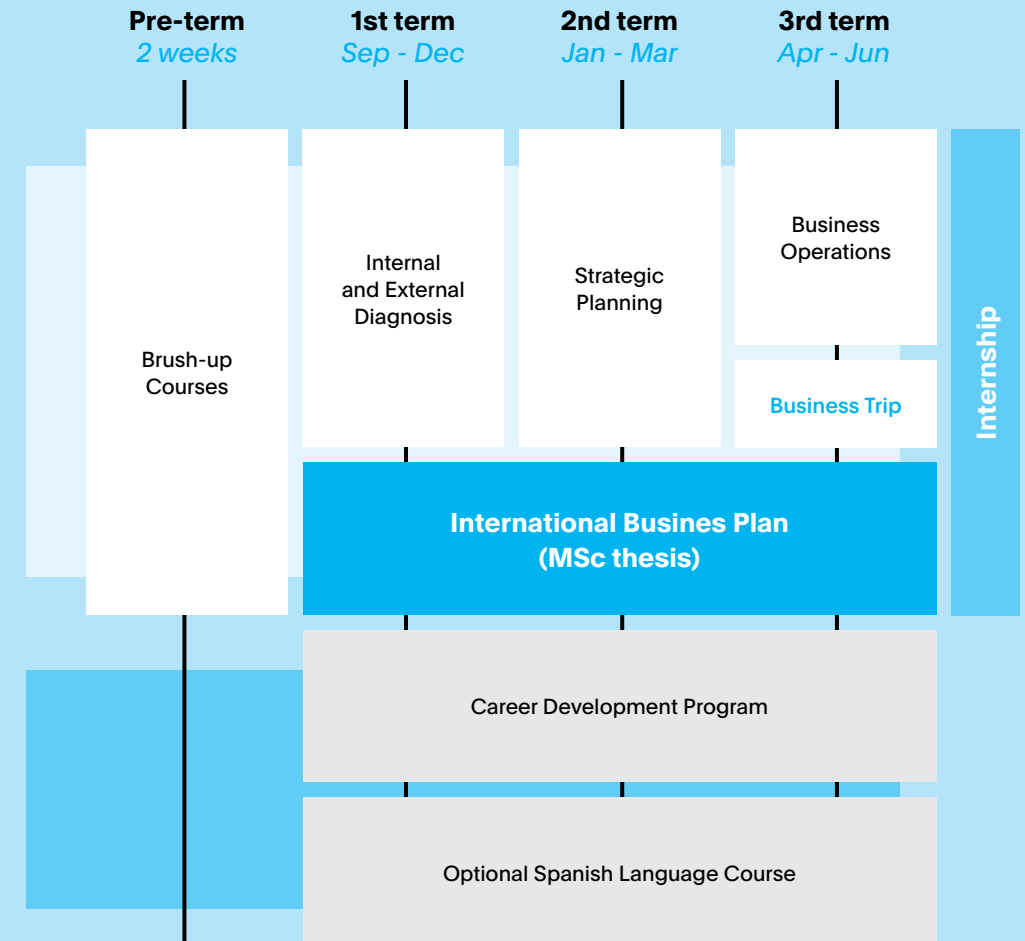 Pre-term
2 weeks
1st term
Sep - Dec
2nd term
Jan - Mar
3rd term
Apr - Jun
Brush-up
Courses
Internal
and External
Diagnosis
Strategic
Planning
Business
Operations
Business Trip
Internship
International Busines Plan
(MSc thesis)
Career Development Program
Optional Spanish Language Course